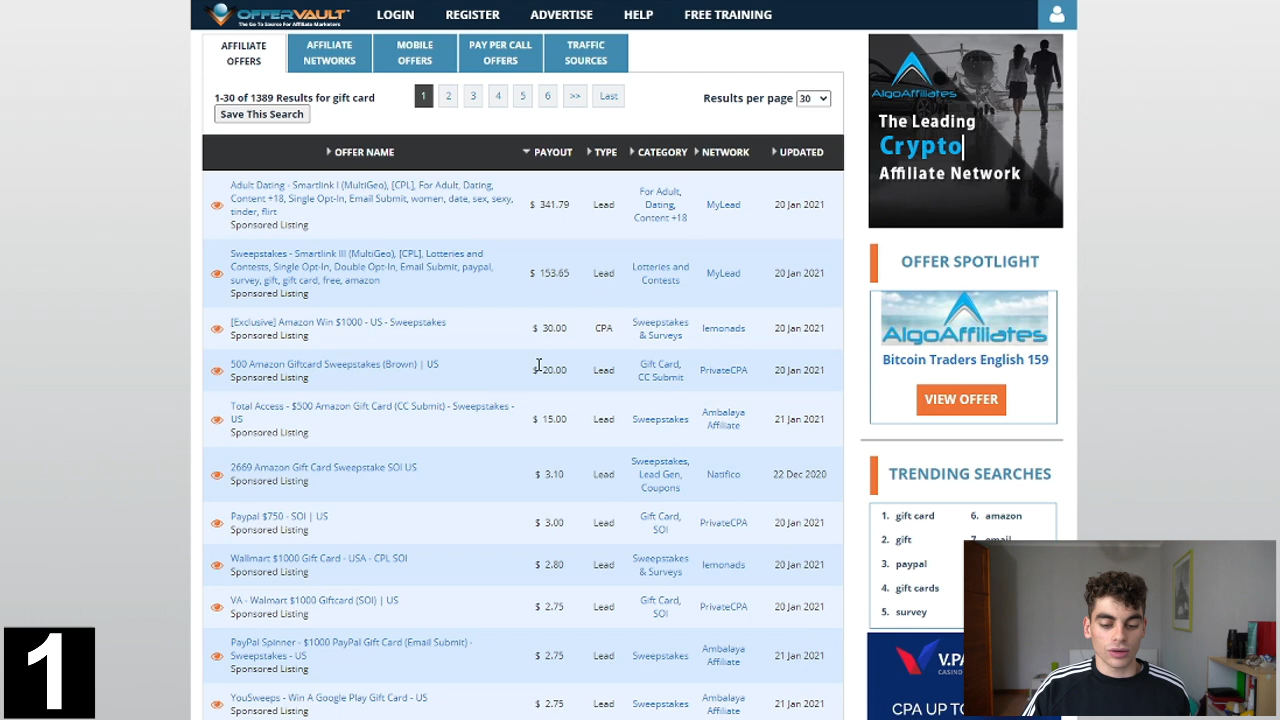 OFFERVAULT
The Go To Source For Affiliate Marketers
LOGIN REGISTER ADVERTISE HELP FREE TRAINING
AFFILIATE OFFERS
AFFILIATE NETWORKS
MOBILE OFFERS
PAY PER CALL OFFERS
TRAFFIC SOURCES
1-30 of 1389 Results for gift card
Save This Search
1 2 3 4 5 6 >> Last
Results per page 30
OFFER NAME PAYOUT TYPE CATEGORY NETWORK UPDATED
Adult Dating - Smartlink I (MultiGeo), [CPL], For Adult, Dating,
Content +18, Single Opt-In, Email Submit, women, date, sex, sexy,
tinder, flirt
Sponsored Listing
$ 341.79 Lead
For Adult,
Dating,
Content +18
MyLead 20 Jan 2021
Sweepstakes - Smartlink III (MultiGeo), [CPL], Lotteries and
Contests, Single Opt-In, Double Opt-In, Email Submit, paypal,
survey, gift, gift card, free, amazon
Sponsored Listing
$ 153.65 Lead
Lotteries and
Contests
MyLead 20 Jan 2021
[Exclusive] Amazon Win $1000 - US - Sweepstakes
Sponsored Listing
$ 30.00 CPA
Sweepstakes
& Surveys
lemonads 20 Jan 2021
500 Amazon Giftcard Sweepstakes (Brown) | US
Sponsored Listing
$ 20.00 Lead
Gift Card,
CC Submit
PrivateCPA 20 Jan 2021
Total Access - $500 Amazon Gift Card (CC Submit) - Sweepstakes -
US
Sponsored Listing
$ 15.00 Lead Sweepstakes
Ambalaya
Affiliate
21 Jan 2021
2669 Amazon Gift Card Sweepstake SOI US
Sponsored Listing
$ 3.10 Lead
Sweepstakes,
Lead Gen,
Coupons
Natifico 22 Dec 2020
Paypal $750 - SOI | US
Sponsored Listing
$ 3.00 Lead
Gift Card,
SOI
PrivateCPA 20 Jan 2021
Wallmart $1000 Gift Card - USA - CPL SOI
Sponsored Listing
$ 2.80 Lead
Sweepstakes
& Surveys
lemonads 20 Jan 2021
VA - Walmart $1000 Giftcard (SOI) | US
Sponsored Listing
$ 2.75 Lead
Gift Card,
SOI
PrivateCPA 20 Jan 2021
PayPal Spinner - $1000 PayPal Gift Card (Email Submit) -
Sweepstakes - US
Sponsored Listing
$ 2.75 Lead Sweepstakes
Ambalaya
Affiliate
21 Jan 2021
YouSweeps - Win A Google Play Gift Card - US
Sponsored Listing
$ 2.75 Lead Sweepstakes
Ambalaya
Affiliate
21 Jan 2021
AlgoAffiliates
The Leading
Crypto
Affiliate Network
OFFER SPOTLIGHT
AlgoAffiliates
Bitcoin Traders English 159
VIEW OFFER
TRENDING SEARCHES
1. gift card 6. amazon
2. gift 7. email
3. paypal
4. gift cards
5. survey
V.PA
CASINO
CPA UP TO
1